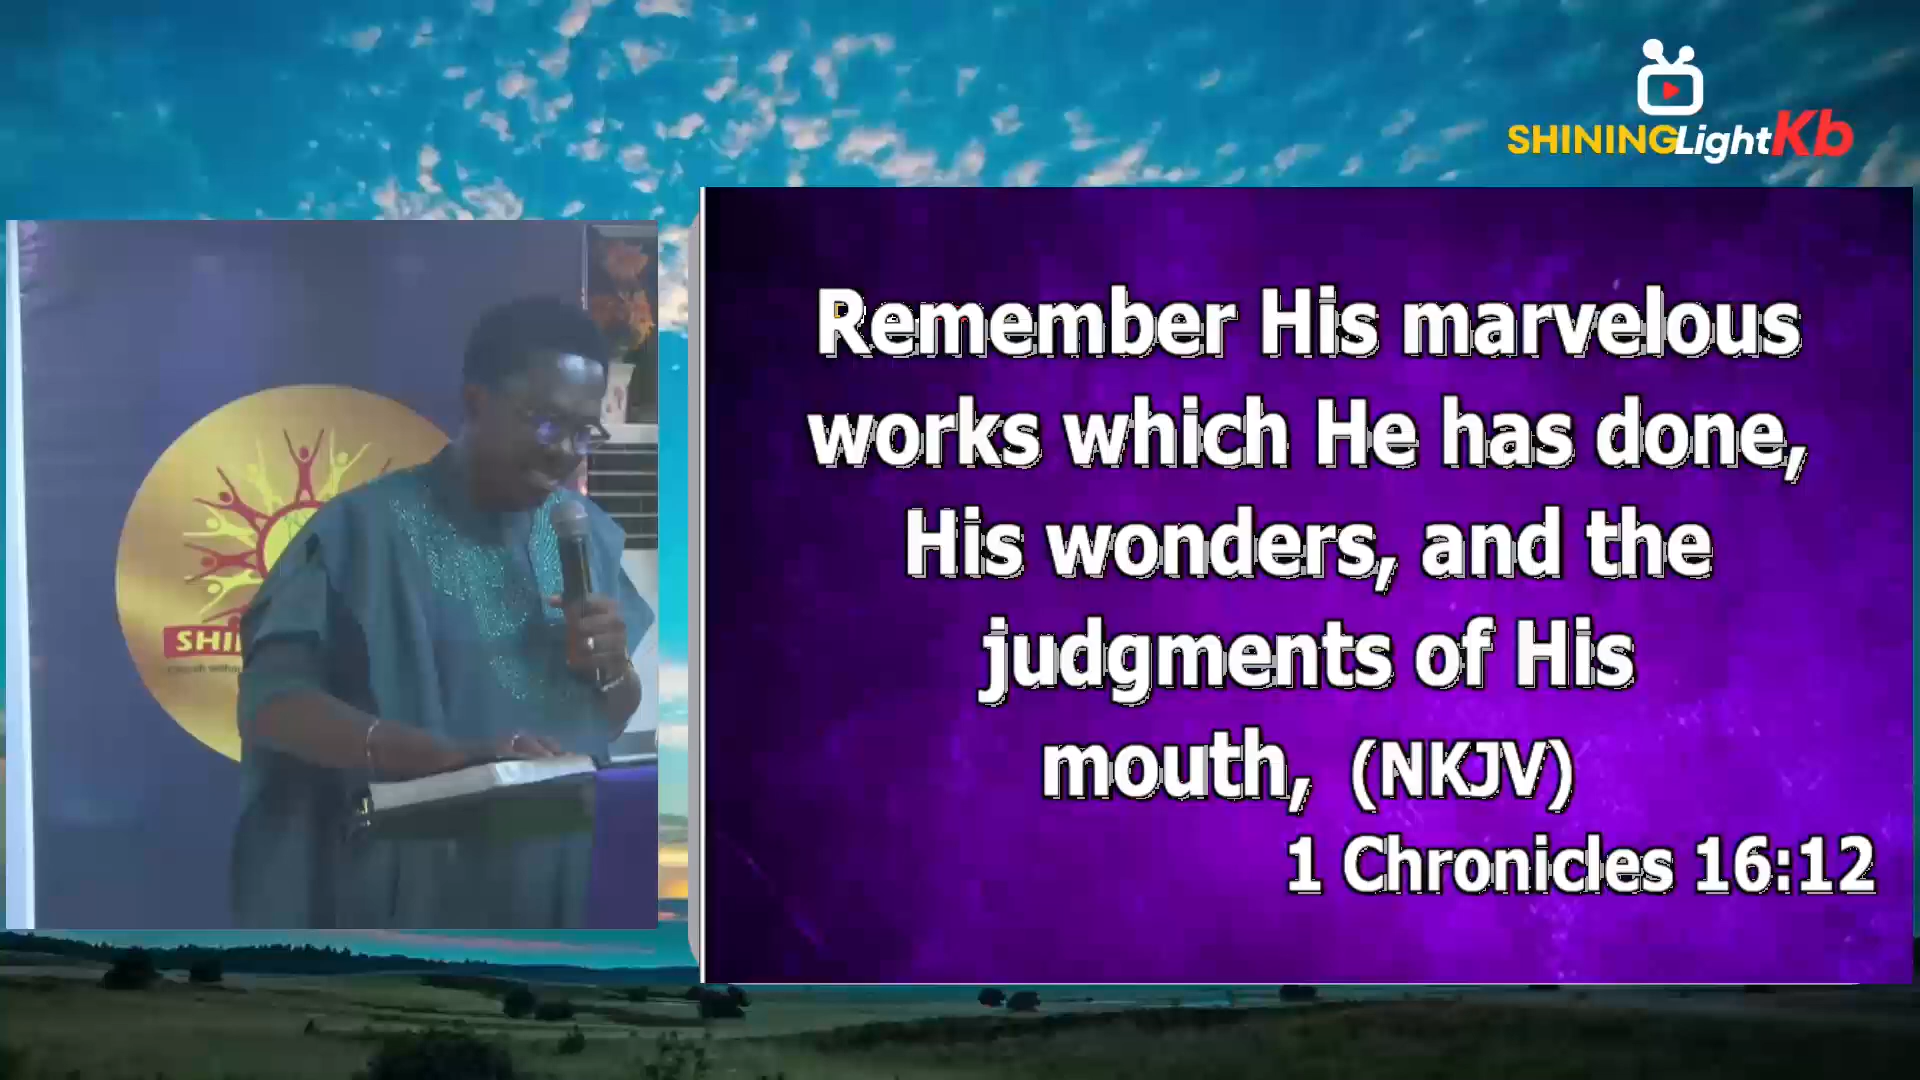 SHININGLightKb
Remember His marvelous
works which He has done,
His wonders, and the
judgments of His
mouth, (NKJV)
1 Chronicles 16:12